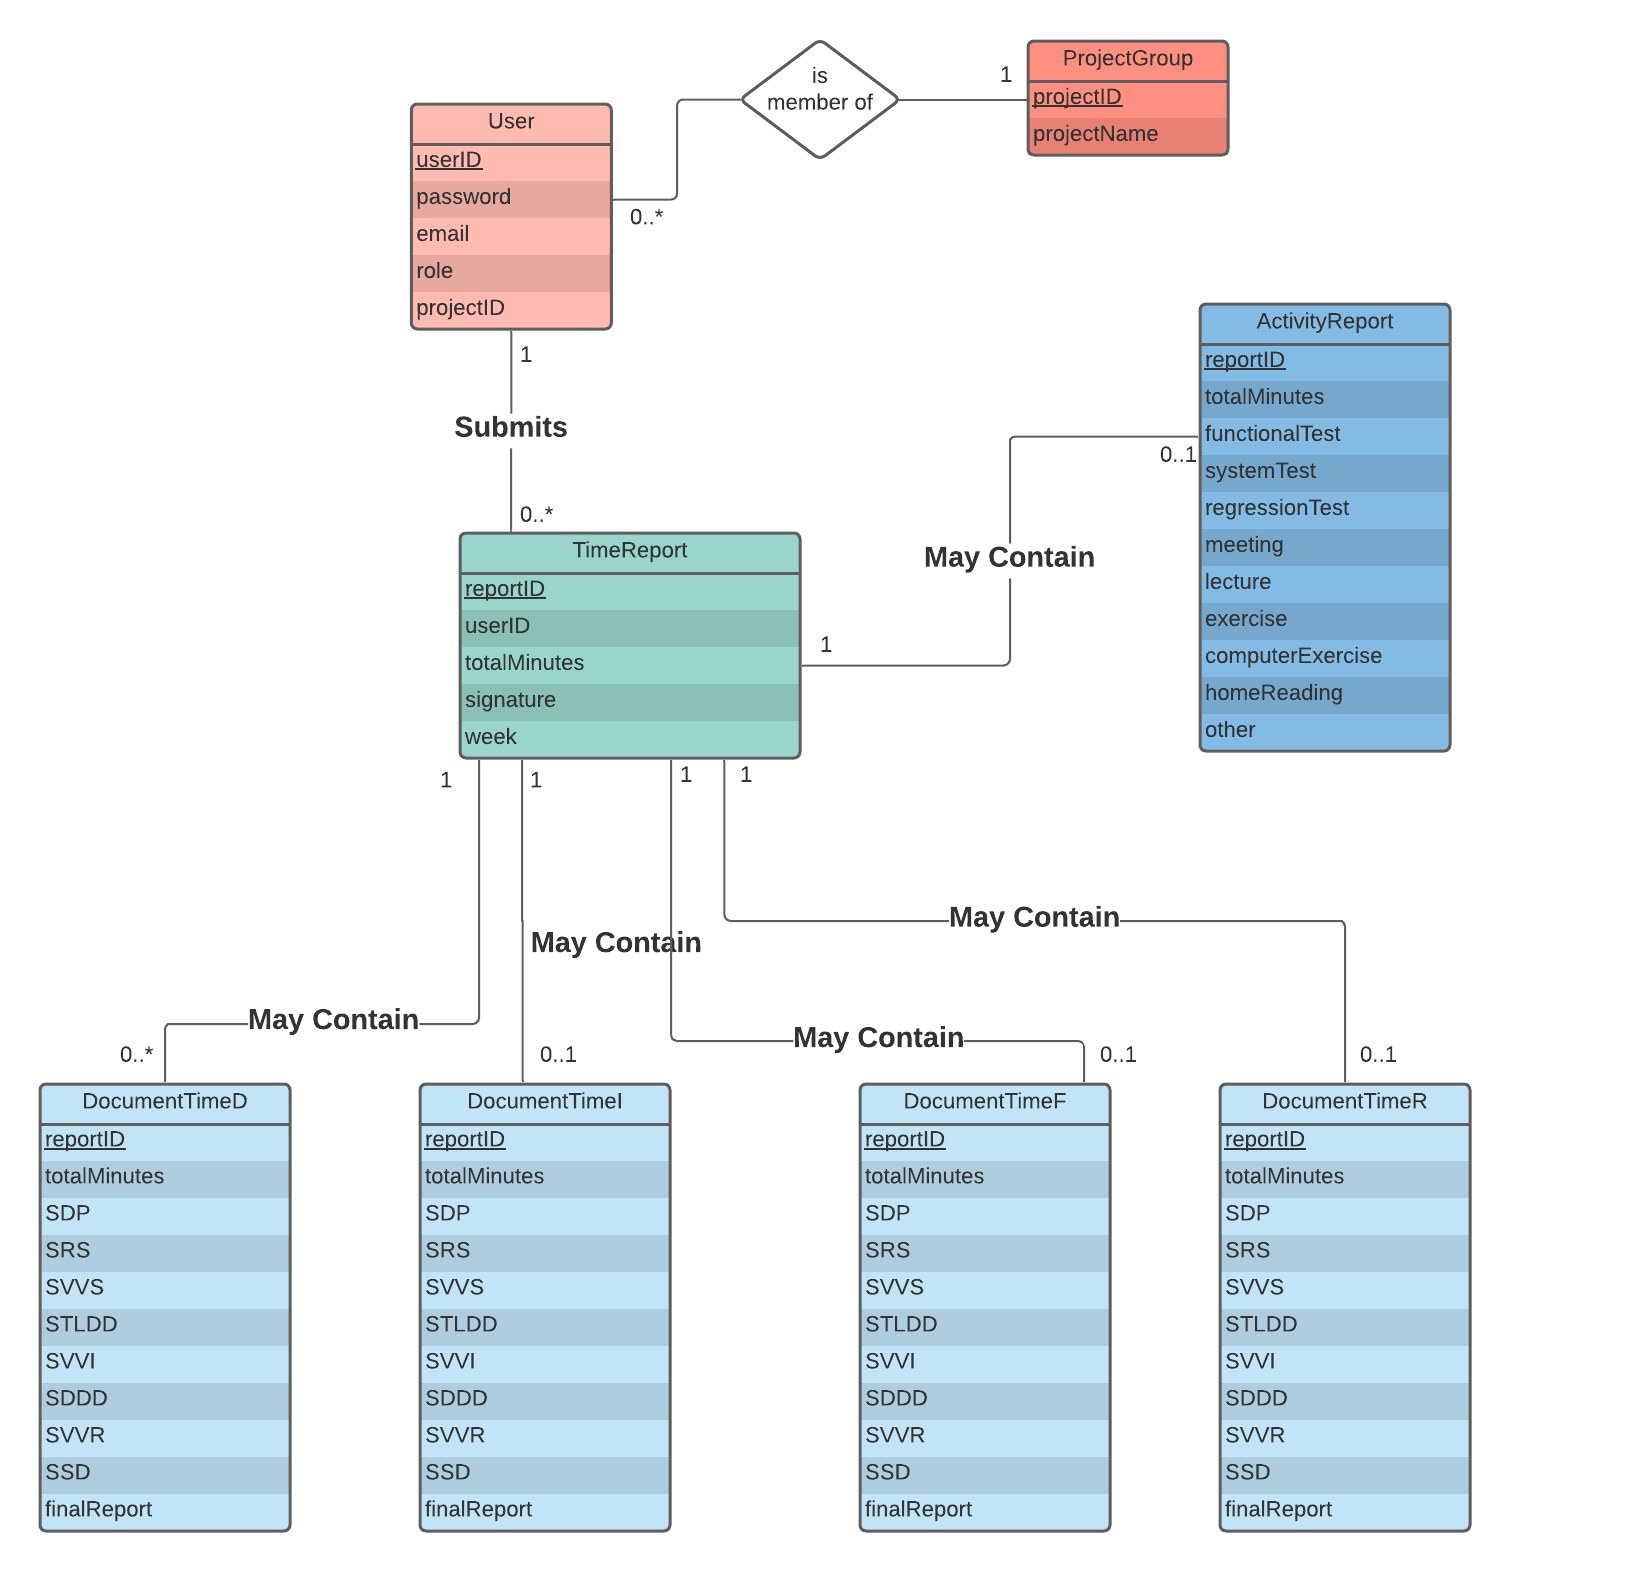 is
member of
1
ProjectGroup
projectID
projectName
User
userID
password
email
role
projectID
0..*
1
Submits
0..*
ActivityReport
reportID
totalMinutes
functionalTest
systemTest
regressionTest
meeting
lecture
exercise
computerExercise
homeReading
other
0..1
May Contain
1
TimeReport
reportID
userID
totalMinutes
signature
week
1
1
1
1
May Contain
May Contain
May Contain
May Contain
0..*
0..1
0..1
0..1
DocumentTimeD
reportID
totalMinutes
SDP
SRS
SVVS
STLDD
SVVI
SDDD
SVVR
SSD
finalReport
DocumentTimeI
reportID
totalMinutes
SDP
SRS
SVVS
STLDD
SVVI
SDDD
SVVR
SSD
finalReport
DocumentTimeF
reportID
totalMinutes
SDP
SRS
SVVS
STLDD
SVVI
SDDD
SVVR
SSD
finalReport
DocumentTimeR
reportID
totalMinutes
SDP
SRS
SVVS
STLDD
SVVI
SDDD
SVVR
SSD
finalReport